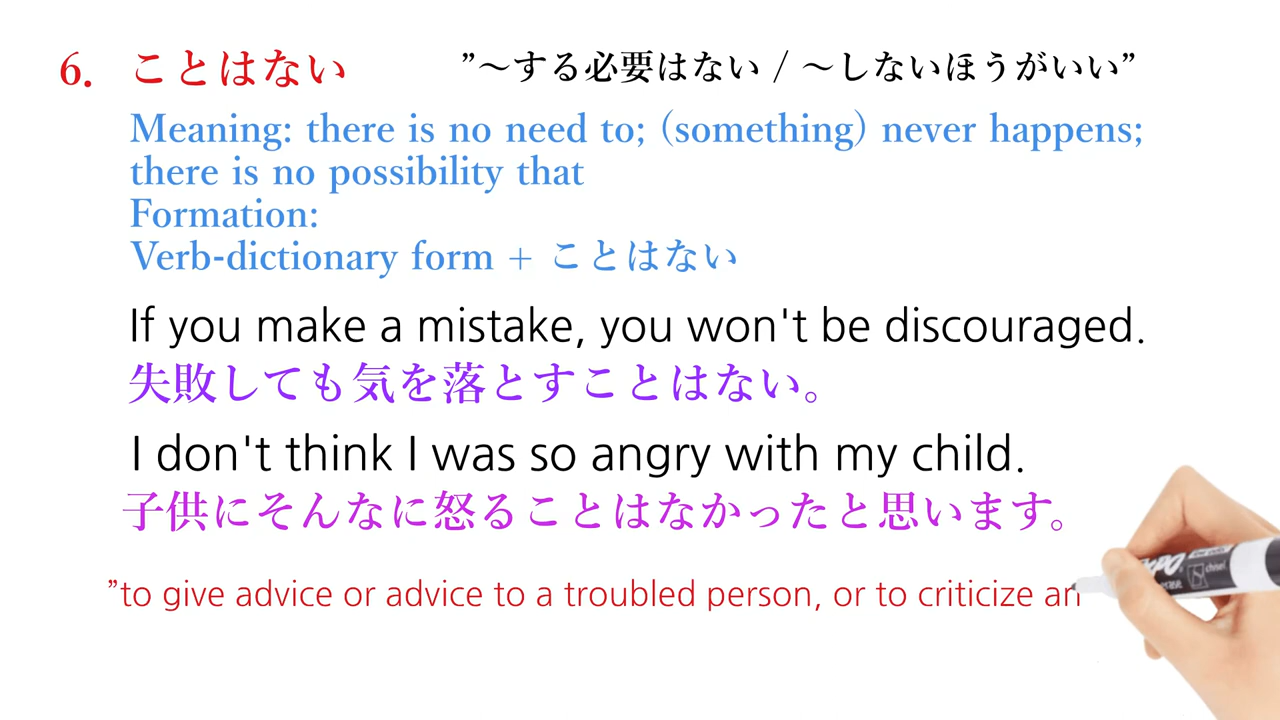 6. ことはない ”～する必要はない / ～しないほうがいい”
Meaning: there is no need to; (something) never happens;
there is no possibility that
Formation:
Verb-dictionary form + ことはない
If you make a mistake, you won't be discouraged.
失敗しても気を落とすことはない。
I don't think I was so angry with my child.
子供にそんなに怒ることはなかったと思います。
”to give advice or advice to a troubled person, or to criticize an